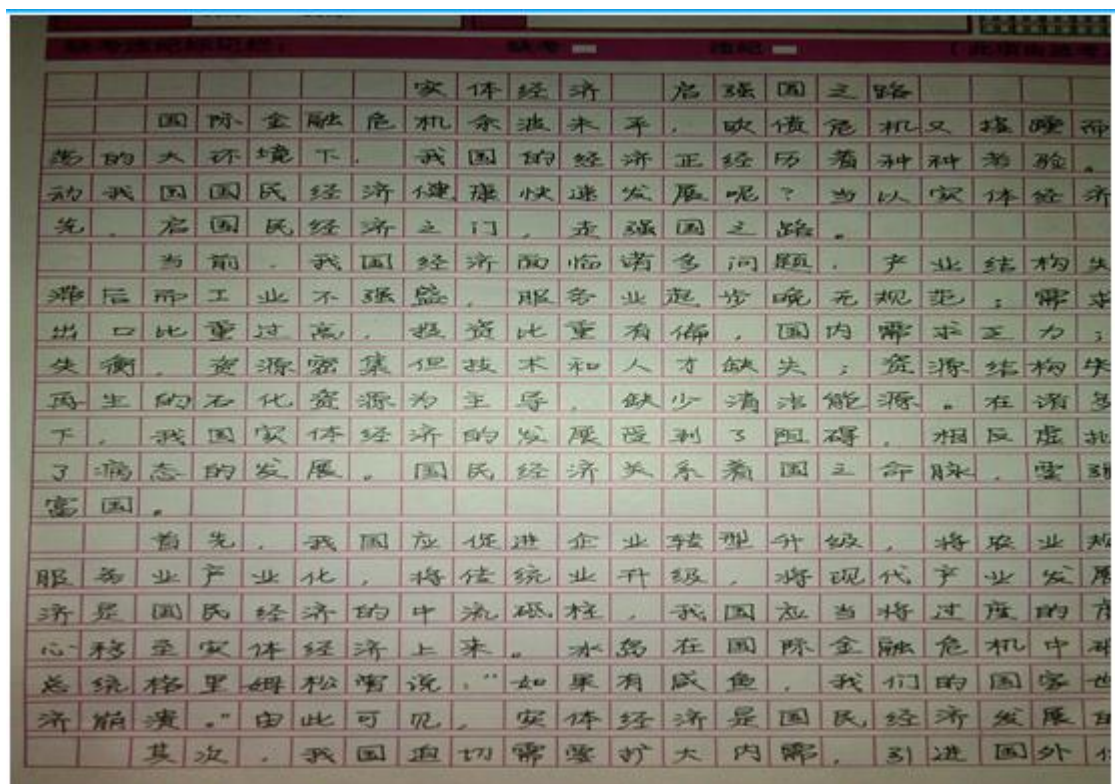 缺考违纪标记栏： 缺考 违纪
实体经济 启强国之路
国际金融危机余波未平，欧债危机又接踵而
荡的大环境下，我国的经济正经历着种种考验。
动我国国民经济健康快速发展呢？当以实体经济
先，启国民经济之门，走强国之路。
当前，我国经济面临诸多问题，产业结构失
滞后而工业不强盛，服务业起步晚无规范；需求
出口比重过高，投资比重有偏，国内需求乏力；
失衡，资源密集但技术和人才缺失；资源结构失
再生的石化资源为主导，缺少清洁能源。在诸多
下，我国实体经济的发展受到了阻碍，相反虚拟
了病态的发展。国民经济关系着国之命脉，要强
富国。
首先，我国应促进企业转型升级，将农业规
服务业产业化，将传统业升级，将现代产业发展
济是国民经济的中流砥柱，我国应当将过度的
心移至实体经济上来。冰岛在国际金融危机中
总统格里姆松曾说，“如果有咸鱼，我们的国家也
济崩溃。”由此可见，实体经济是国民经济发展
其次，我国迫切需要扩大内需，引进国外